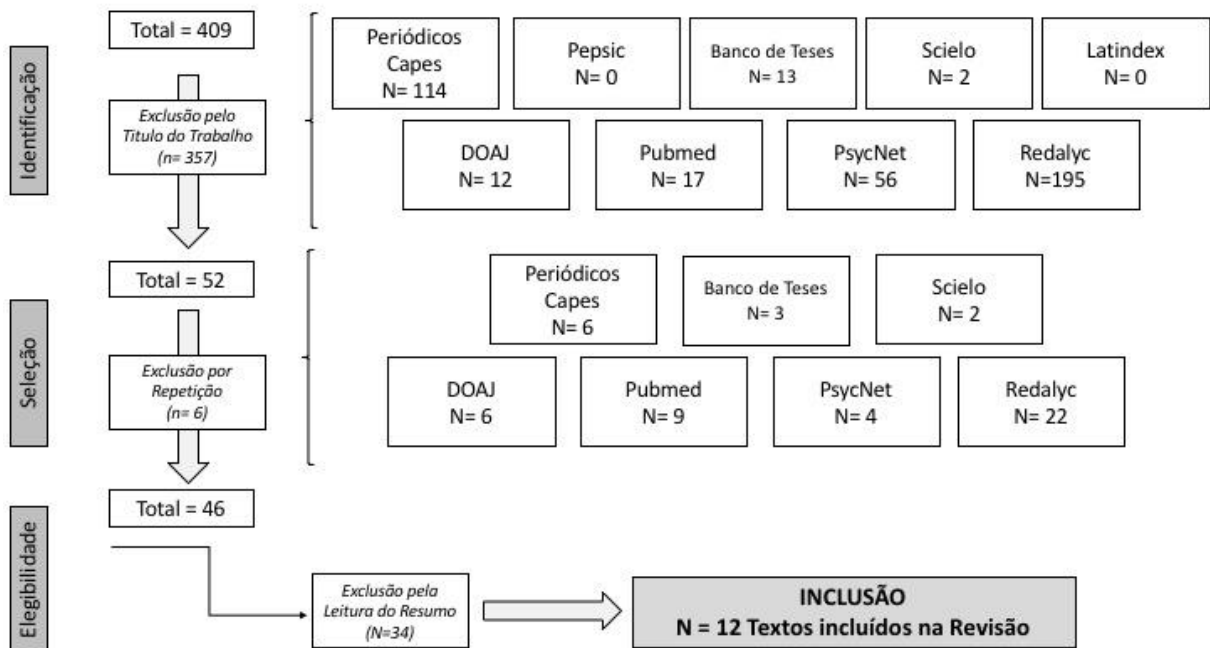 Identificação
Total = 409
Exclusão pelo
Titulo do Trabalho
(n= 357)
Periódicos
Capes
N= 114
Pepsic
N= 0
Banco de Teses
N= 13
Scielo
N= 2
Latindex
N= 0
DOAJ
N= 12
Pubmed
N= 17
PsycNet
N= 56
Redalyc
N=195
Seleção
Total = 52
Exclusão por
Repetição
(n= 6)
Periódicos
Capes
N= 6
Banco de Teses
N= 3
Scielo
N= 2
DOAJ
N= 6
Pubmed
N= 9
PsycNet
N= 4
Redalyc
N= 22
Elegibilidade
Total = 46
Exclusão pela
Leitura do Resumo
(N=34)
INCLUSÃO
N = 12 Textos incluídos na Revisão